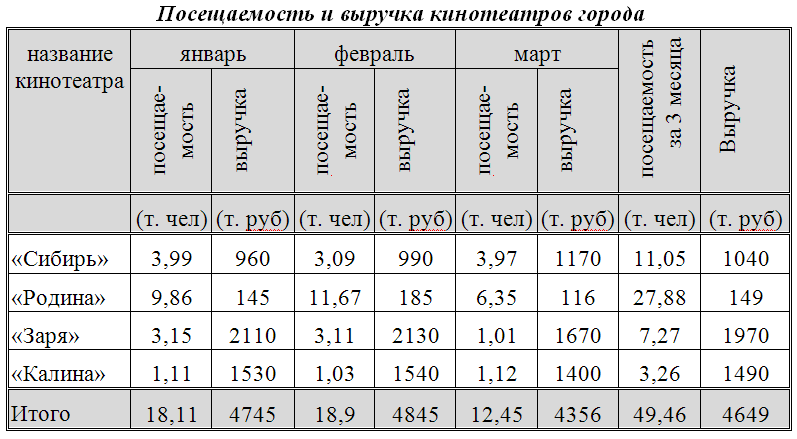 Посещаемость и выручка кинотеатров города
название кинотеатра январь февраль март посещаемость за 3 месяца Выручка
посещае-мость выручка посещае-мость выручка посещае-мость выручка
(т. чел) (т. руб) (т. чел) (т. руб) (т. чел) (т. руб) (т. чел) (т. руб)
«Сибирь» 3,99 960 3,09 990 3,97 1170 11,05 1040
«Родина» 9,86 145 11,67 185 6,35 116 27,88 149
«Заря» 3,15 2110 3,11 2130 1,01 1670 7,27 1970
«Калина» 1,11 1530 1,03 1540 1,12 1400 3,26 1490
Итого 18,11 4745 18,9 4845 12,45 4356 49,46 4649